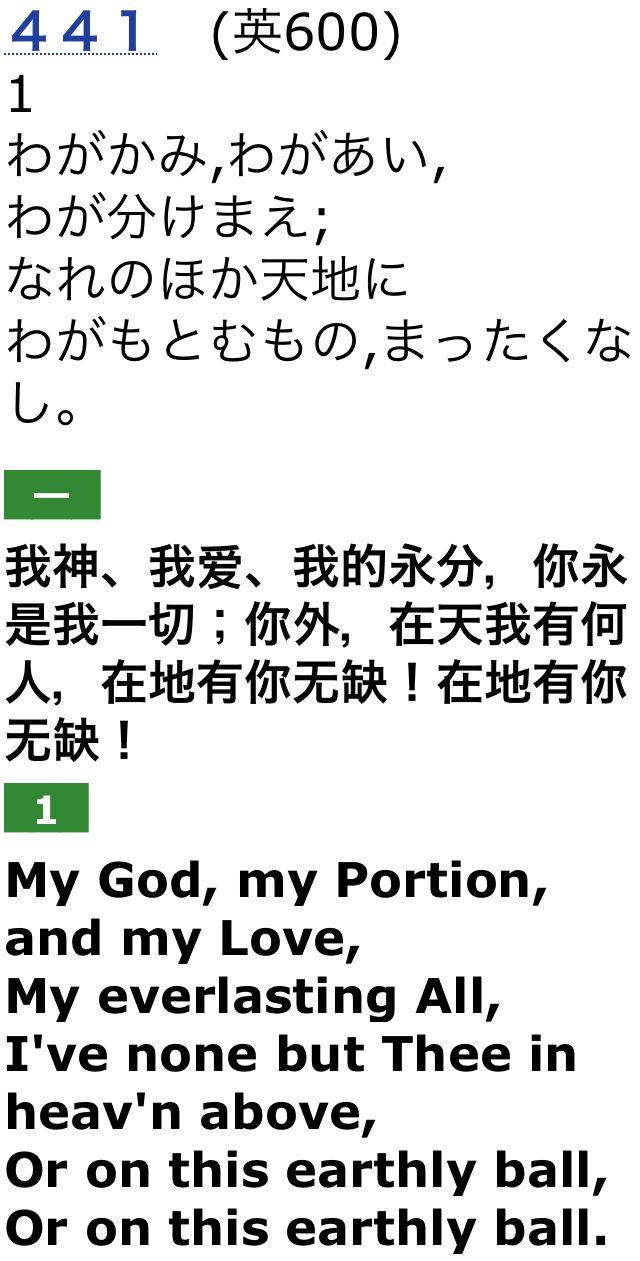 ４４１　(英600)
1
わがかみ,わがあい,
わが分けまえ;
なれのほか天地に
わがもとむもの,まったくな
し。
一
我神、我爱、我的永分，你永
是我一切；你外，在天我有何
人，在地有你无缺！在地有你
无缺！
1
My God, my Portion,
and my Love,
My everlasting All,
I've none but Thee in
heav'n above,
Or on this earthly ball,
Or on this earthly ball.